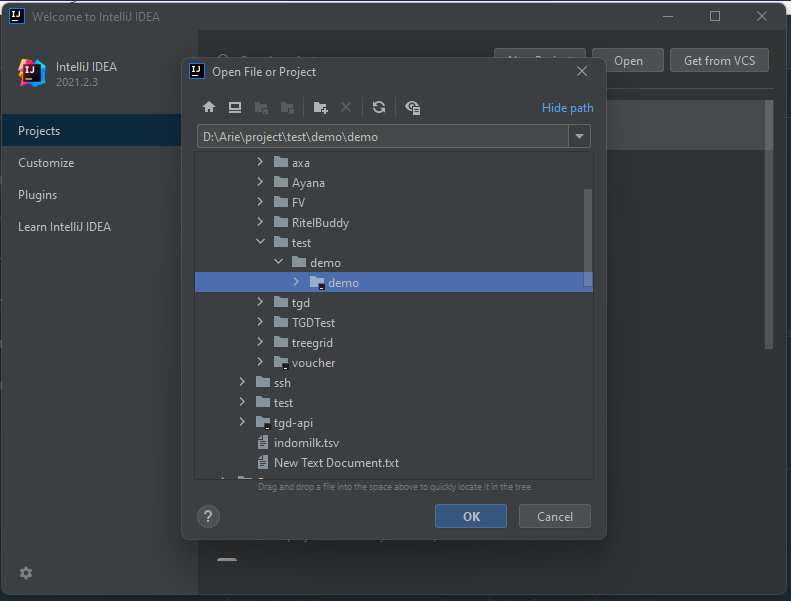 Welcome to IntelliJ IDEA
IntelliJ IDEA
2021.2.3
Open
Get from VCS
Projects
Customize
Plugins
Learn IntelliJ IDEA
Open File or Project
Hide path
D:\Arie\project\test\demo\demo
axa
Ayana
FV
RitelBuddy
test
demo
demo
tgd
TGDTest
treegrid
voucher
ssh
test
tgd-api
indomilk.tsv
New Text Document.txt
Drag and drop a file into the space above to quickly locate it in the tree
?
OK
Cancel